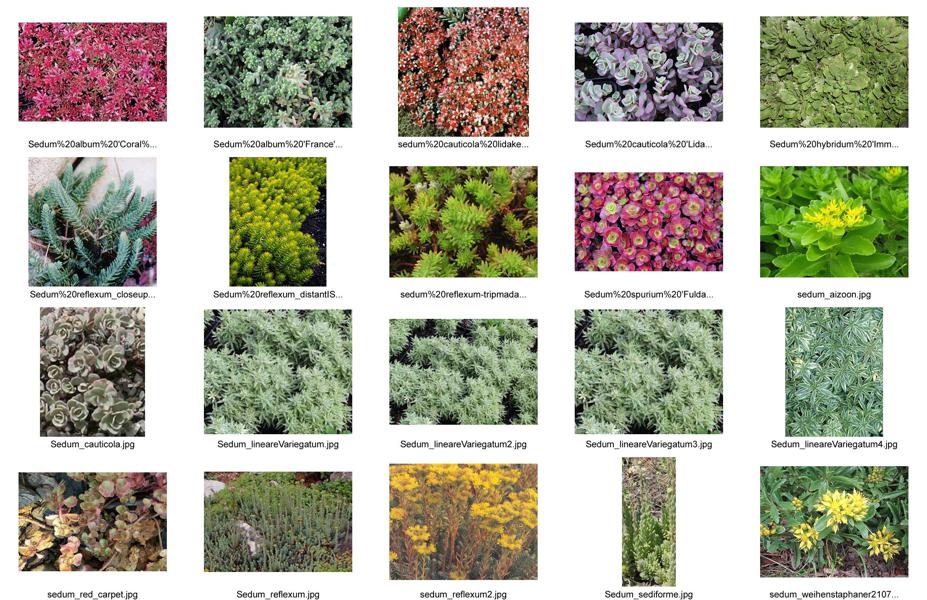 Sedum%20album%20'Coral%...
Sedum%20album%20'France'...
sedum%20cauticola%20lidake...
Sedum%20cauticola%20'Lida...
Sedum%20hybridum%20'Imm...
Sedum%20reflexum_closeup...
Sedum%20reflexum_distantIS...
sedum%20reflexum-tripmada...
Sedum%20spurium%20'Fulda...
sedum_aizoon.jpg
Sedum_cauticola.jpg
Sedum_lineareVariegatum.jpg
Sedum_lineareVariegatum2.jpg
Sedum_lineareVariegatum3.jpg
Sedum_lineareVariegatum4.jpg
sedum_red_carpet.jpg
Sedum_reflexum.jpg
sedum_reflexum2.jpg
Sedum_sediforme.jpg
sedum_weihenstaphaner2107...